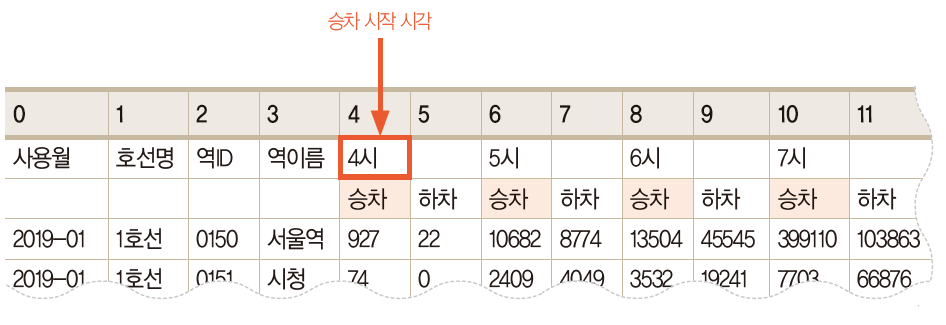 승차 시작 시각
0 1 2 3 4 5 6 7 8 9 10 11
사용월 호선명 역ID 역이름 4시 5시 6시 7시
승차 하차 승차 하차 승차 하차 승차 하차
2019-01 1호선 0150 서울역 927 22 10682 8774 13504 45545 399110 103863
2019-01 1호선 0151 시청 74 0 2409 4049 3532 19241 7703 66876